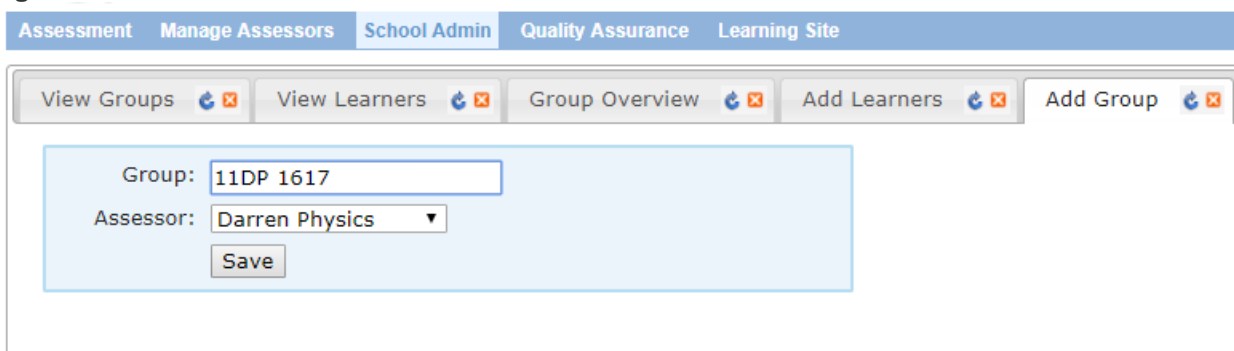 Assessment Manage Assessors School Admin Quality Assurance Learning Site
View Groups View Learners Group Overview Add Learners Add Group
Group: 11DP 1617
Assessor: Darren Physics
Save